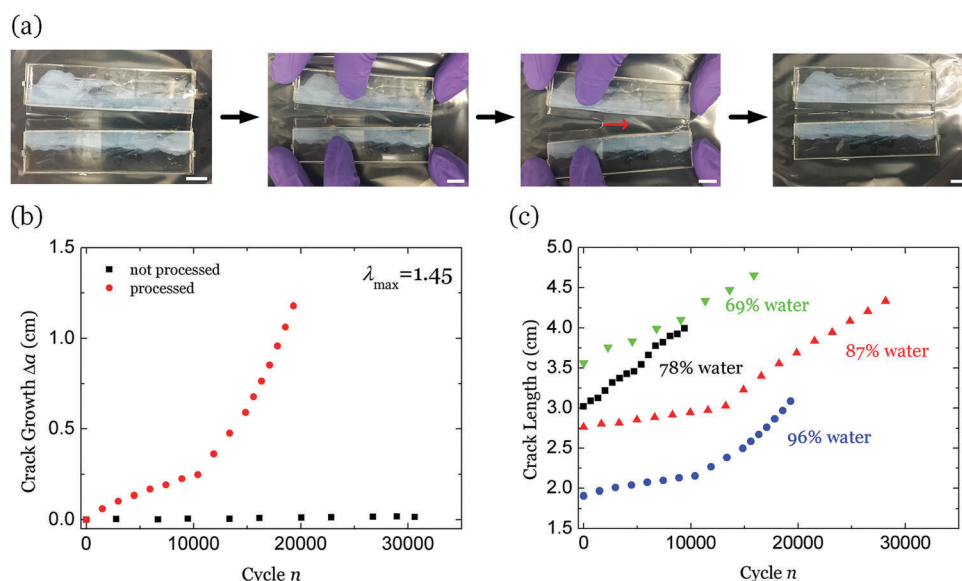 (a)
(b)
(c)
1.5
1.0
0.5
0.0
Crack Growth Δa (cm)
not processed
processed
λmax=1.45
0
10000
20000
30000
Cycle n
5.0
4.5
4.0
3.5
3.0
2.5
2.0
1.5
Crack Length a (cm)
69% water
78% water
87% water
96% water
0
10000
20000
30000
Cycle n